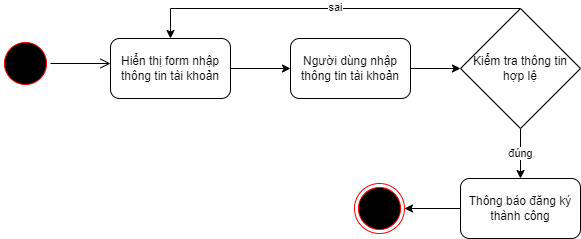 sai
Hiển thị form nhập
thông tin tài khoản
Người dùng nhập
thông tin tài khoản
Kiểm tra thông tin
hợp lệ
đúng
Thông báo đăng ký
thành công